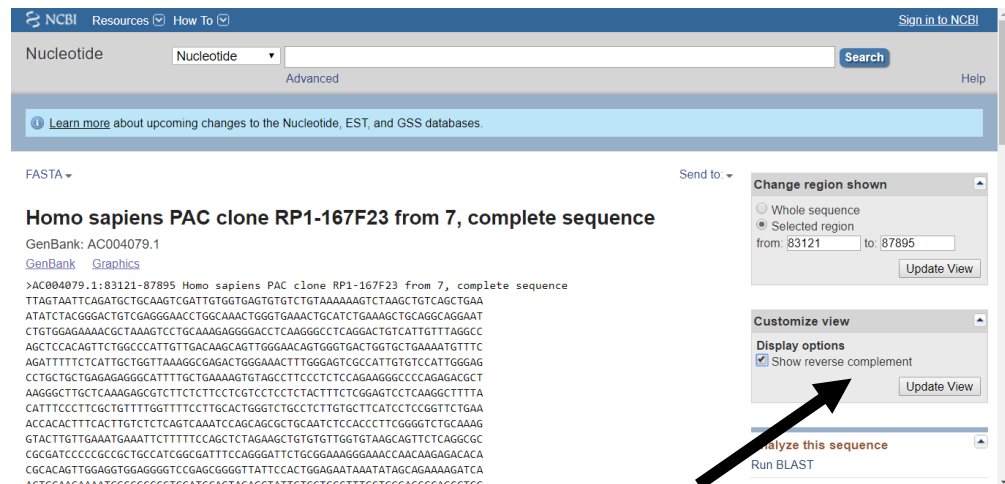 NCBI Resources How To Sign in to NCBI
Nucleotide Nucleotide Search
Advanced
Help
Learn more about upcoming changes to the Nucleotide, EST, and GSS databases.
FASTA Send to:
Homo sapiens PAC clone RP1-167F23 from 7, complete sequence
GenBank: AC004079.1
GenBank Graphics
>AC004079.1:83121-87895 Homo sapiens PAC clone RP1-167F23 from 7, complete sequence
TTAGTAATTCAGATGCTGCAAGTCGATTGTGGTGAGTGTGTCTGTAAAAAAGTCTAAGCTGTCAGCTGAA
ATATCTACGGGACTGTCGAGGGAACCTGGCAAACTGGGTGAAACTGCATCTGAAAGCTGCAGGCAGGAAT
CTGTGGAGAAAACGCTAAAGTCCTGCAAAGAGGGGACCTCAAGGGCCTCAGGACTGTCATTGTTTAGGCC
AGCTCCACAGTTCTGGCCCATTGTTGACAAGCAGTTGGGAACAGTGGGTGACTGGTGCTGAAAATGTTTC
AGATTTTTCTCATTGCTGGTTAAAGGCGAGACTGGGAAACTTTGGGAGTCGCCATTGTGTCCATTGGGAG
CCTGCTGCTGAGAGAGGGCATTTTGCTGAAAAGTGTAGCCTTCCCTCTCCAGAAGGGCCCCAGAGACGCT
AAGGGCTTGCTCAAAGAGCGTCTTCTCTTCCTCGTCCTCCTCTACTTTCTCGGAGTCCTCAAGGCTTTTA
CATTTCCCTTCGCTGTTTTGGTTTTCCTTGCACTGGGTCTGCCTCTTGTGCTTCATCCTCCGGTTCTGAA
ACCACACTTTCACTTGTCTCTCAGTCAAATCCAGCAGCGCTGCAATCTCCACCCTTCGGGGTCTGCAAAG
GTACTTGTTGAAATGAAATTCTTTTTCCAGCTCTAGAAGCTGTGTGTTGGTGTAAGCAGTTCTCAGGCGC
CGCGATCCCCCGCCGCTGCCATCGGCGATTTCCAGGGATTCTGCGGAAAGGGAAACCAACAAGAGACACA
CGCACAGTTGGAGGTGGAGGGGTCCGAGCGGGGTTATTCCACTGGAGAATAAATATAGCAGAAAAGATCA
Change region shown
Whole sequence
Selected region
from: 83121 to: 87895
Update View
Customize view
Display options
Show reverse complement
Update View
Analyze this sequence
Run BLAST